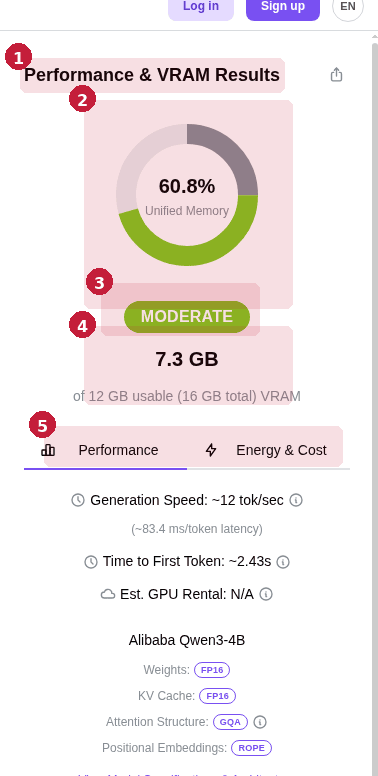 Log in
Sign up
EN
1
Performance & VRAM Results
2
60.8%
Unified Memory
3
MODERATE
4
7.3 GB
of 12 GB usable (16 GB total) VRAM
5
Performance
Energy & Cost
Generation Speed: ~12 tok/sec
(~83.4 ms/token latency)
Time to First Token: ~2.43s
Est. GPU Rental: N/A
Alibaba Qwen3-4B
Weights: FP16
KV Cache: FP16
Attention Structure: GQA
Positional Embeddings: ROPE